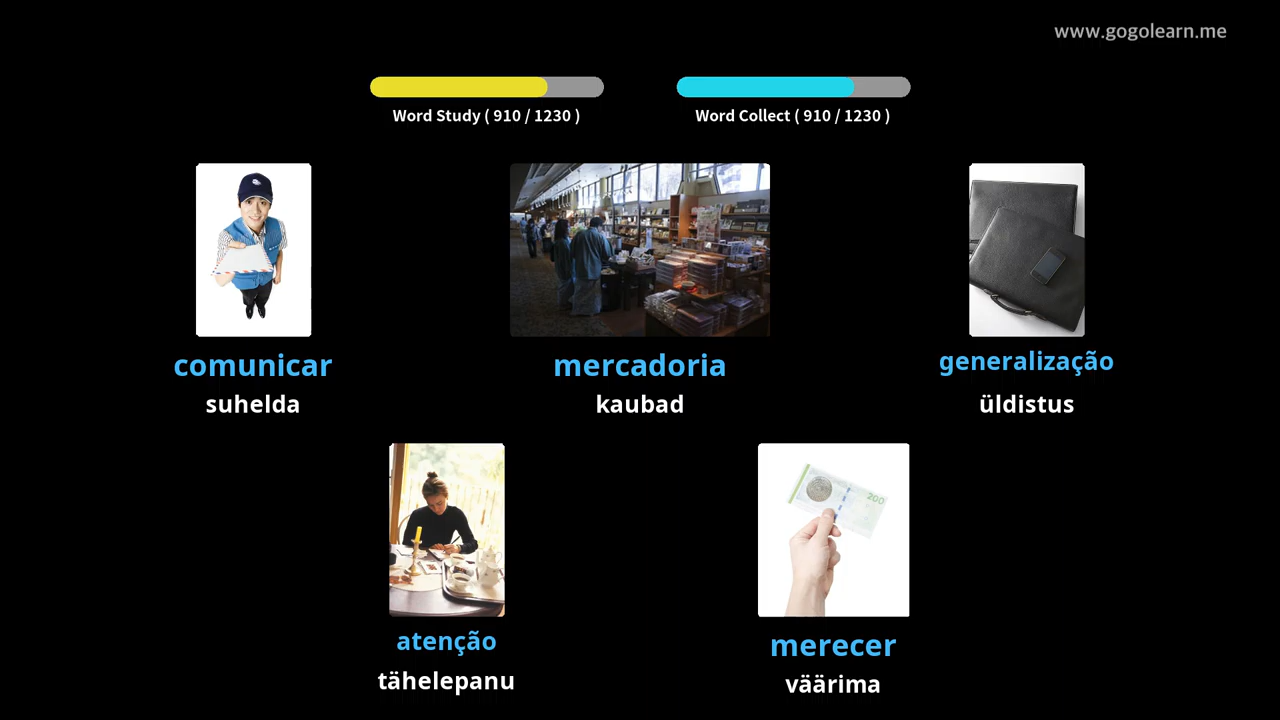 www.gogolearn.me
Word Study ( 910 / 1230 )
Word Collect ( 910 / 1230 )
comunicar
suhelda
mercadoria
kaubad
generalização
üldistus
200
atenção
tähelepanu
merecer
väärima